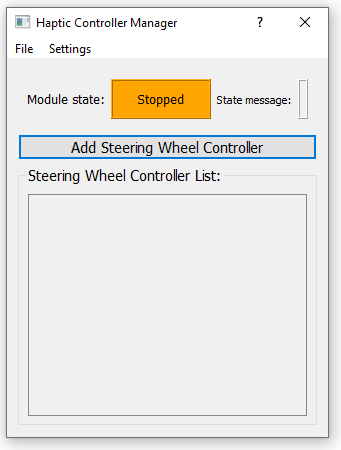 Haptic Controller Manager ?
File Settings
Module state: Stopped State message:
Add Steering Wheel Controller
Steering Wheel Controller List: